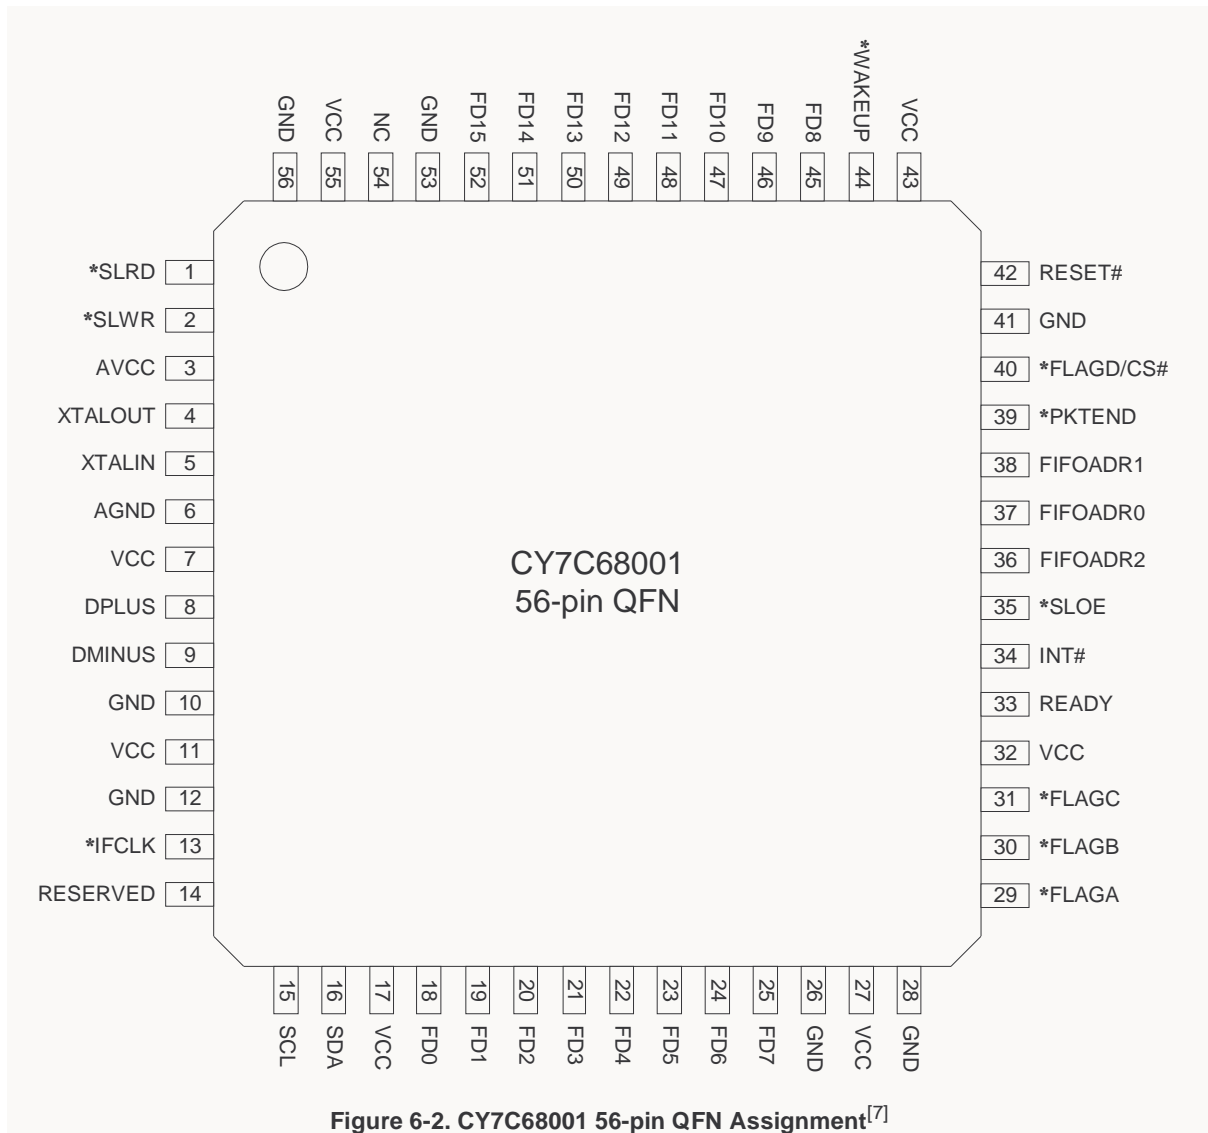 GND VCC NC GND FD15 FD14 FD13 FD12 FD11 FD10 FD9 FD8 *WAKEUP VCC
56 55 54 53 52 51 50 49 48 47 46 45 44 43
*SLRD 1
*SLWR 2
AVCC 3
XTALOUT 4
XTALIN 5
AGND 6
VCC 7
DPLUS 8
DMINUS 9
GND 10
VCC 11
GND 12
*IFCLK 13
RESERVED 14
CY7C68001
56-pin QFN
42 RESET#
41 GND
40 *FLAGD/CS#
39 *PKTEND
38 FIFOADR1
37 FIFOADR0
36 FIFOADR2
35 *SLOE
34 INT#
33 READY
32 VCC
31 *FLAGC
30 *FLAGB
29 *FLAGA
15 16 17 18 19 20 21 22 23 24 25 26 27 28
SCL SDA VCC FD0 FD1 FD2 FD3 FD4 FD5 FD6 FD7 GND VCC GND
Figure 6-2. CY7C68001 56-pin QFN Assignment[7]